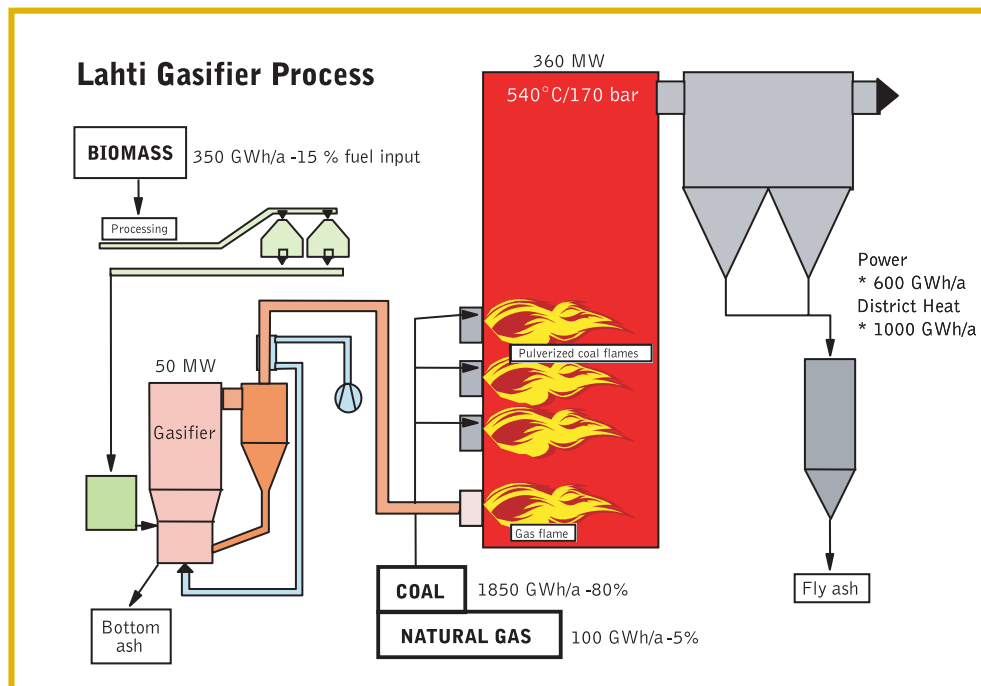 Lahti Gasifier Process
360 MW
540°C/170 bar
BIOMASS
350 GWh/a -15 % fuel input
Processing
Power
* 600 GWh/a
District Heat
* 1000 GWh/a
Pulverized coal flames
50 MW
Gasifier
Gas flame
COAL
1850 GWh/a -80%
Fly ash
Bottom
ash
NATURAL GAS
100 GWh/a-5%